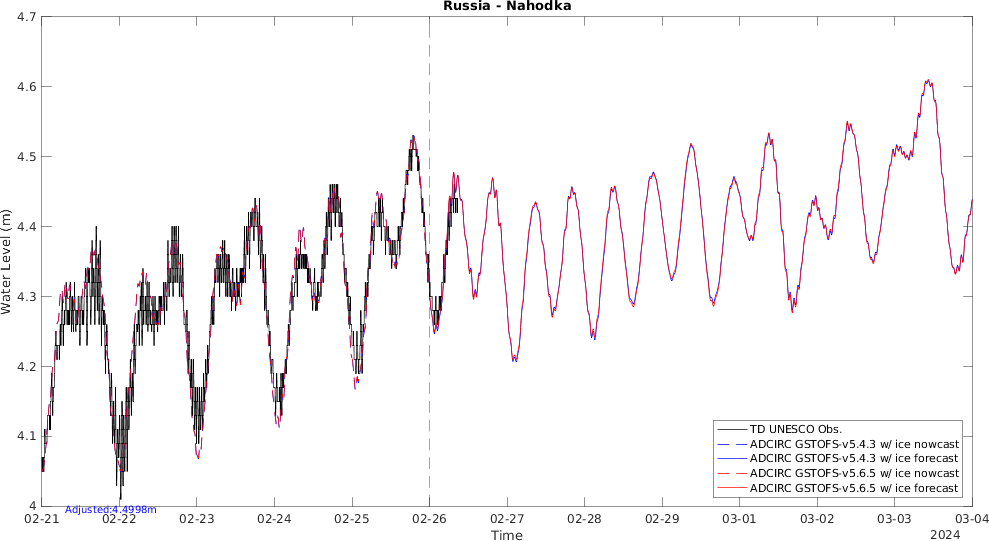 Russia - Nahodka
4.7
4.6
4.5
4.4
4.3
4.2
4.1
4
Water Level (m)
TD UNESCO Obs.
ADCIRC GSTOFS-v5.4.3 w/ ice nowcast
ADCIRC GSTOFS-v5.4.3 w/ ice forecast
ADCIRC GSTOFS-v5.6.5 w/ ice nowcast
ADCIRC GSTOFS-v5.6.5 w/ ice forecast
Adjusted:4.4998m
02-21 02-22 02-23 02-24 02-25 02-26 02-27 02-28 02-29 03-01 03-02 03-03 03-04
Time
2024